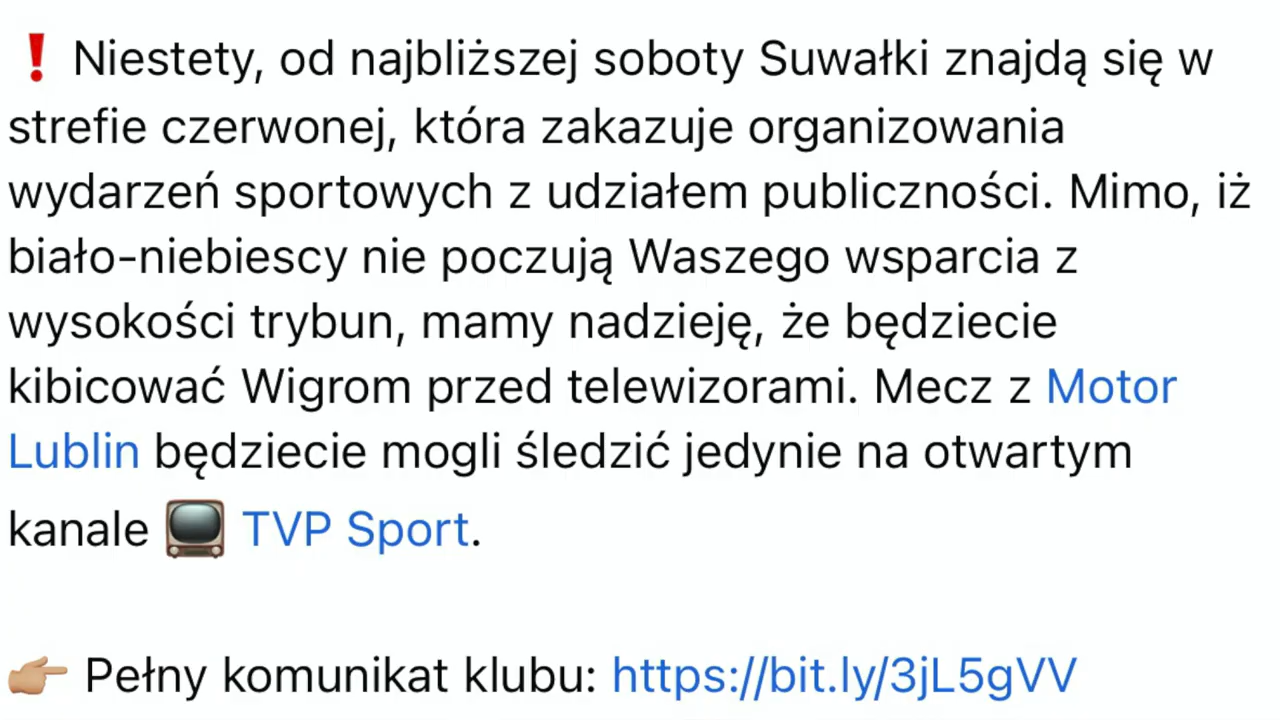 ❗ Niestety, od najbliższej soboty Suwałki znajdą się w
strefie czerwonej, która zakazuje organizowania
wydarzeń sportowych z udziałem publiczności. Mimo, iż
biało-niebiescy nie poczują Waszego wsparcia z
wysokości trybun, mamy nadzieję, że będziecie
kibicować Wigrom przed telewizorami. Mecz z Motor
Lublin będziecie mogli śledzić jedynie na otwartym
kanale 📺 TVP Sport.
👉🏼 Pełny komunikat klubu: https://bit.ly/3jL5gVV